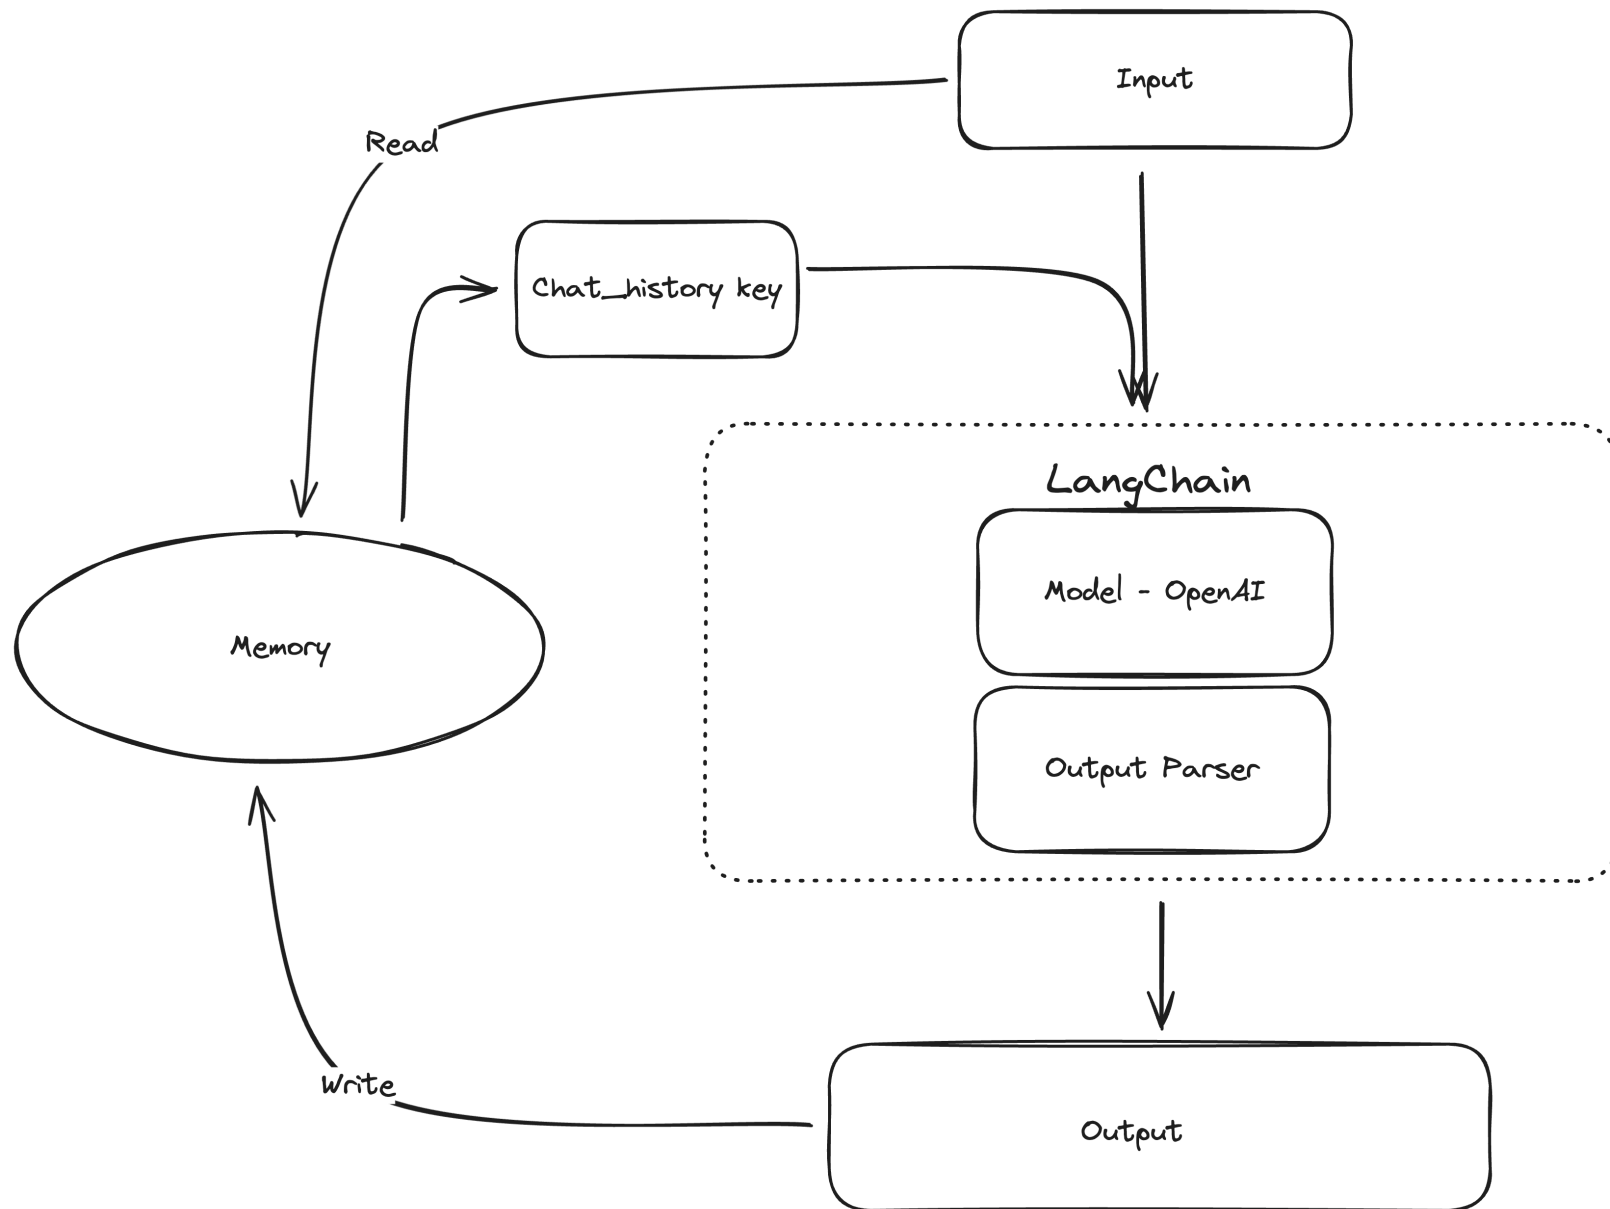 Input
Read
Chat_history key
LangChain
Model - OpenAI
Memory
Output Parser
Write
Output